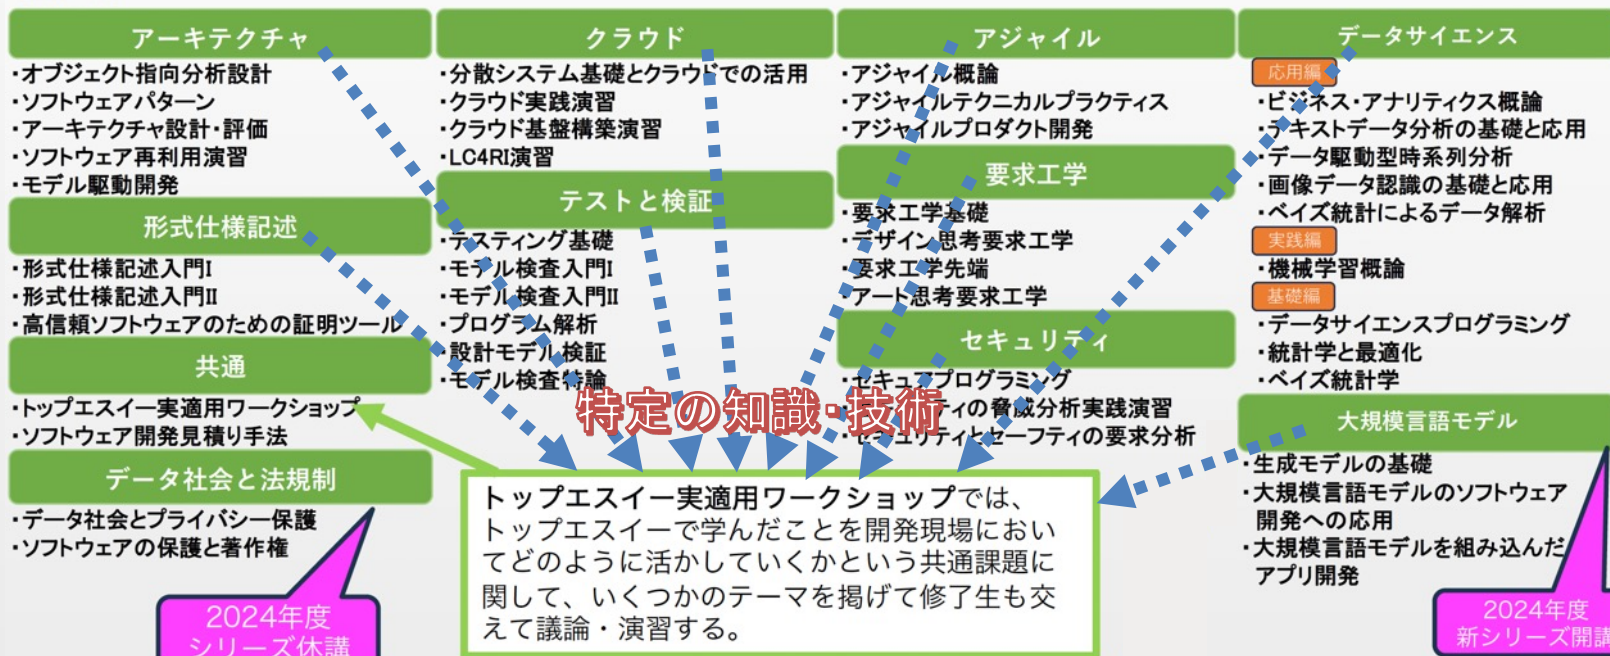 アーキテクチャ
・オブジェクト指向分析設計
・ソフトウェアパターン
・アーキテクチャ設計・評価
・ソフトウェア再利用演習
・モデル駆動開発
形式仕様記述
・形式仕様記述入門I
・形式仕様記述入門II
・高信頼ソフトウェアのための証明ツール
共通
・トップエスイー実適用ワークショップ
・ソフトウェア開発見積り手法
データ社会と法規制
・データ社会とプライバシー保護
・ソフトウェアの保護と著作権
2024年度
シリーズ休講
クラウド
・分散システム基礎とクラウドでの活用
・クラウド実践演習
・クラウド基盤構築演習
・LC4RI演習
テストと検証
・テスティング基礎
・モデル検査入門I
・モデル検査入門II
・プログラム解析
・設計モデル検証
・モデル検査特論
アジャイル
・アジャイル概論
・アジャイルテクニカルプラクティス
・アジャイルプロダクト開発
要求工学
・要求工学基礎
・デザイン思考要求工学
・要求工学先端
・アート思考要求工学
セキュリティ
・セキュアプログラミング
ティの脅威分析実践演習
・セキュリティとセーフティの要求分析
特定の知識・技術
トップエスイー実適用ワークショップでは、
トップエスイーで学んだことを開発現場におい
てどのように活かしていくかという共通課題に
関して、いくつかのテーマを掲げて修了生も交
えて議論・演習する。
データサイエンス
応用編
・ビジネス・アナリティクス概論
・テキストデータ分析の基礎と応用
・データ駆動型時系列分析
・画像データ認識の基礎と応用
・ベイズ統計によるデータ解析
実践編
・機械学習概論
基礎編
・データサイエンスプログラミング
・統計学と最適化
・ベイズ統計学
大規模言語モデル
・生成モデルの基礎
・大規模言語モデルのソフトウェア
開発への応用
・大規模言語モデルを組み込んだ
アプリ開発
2024年度
新シリーズ開講